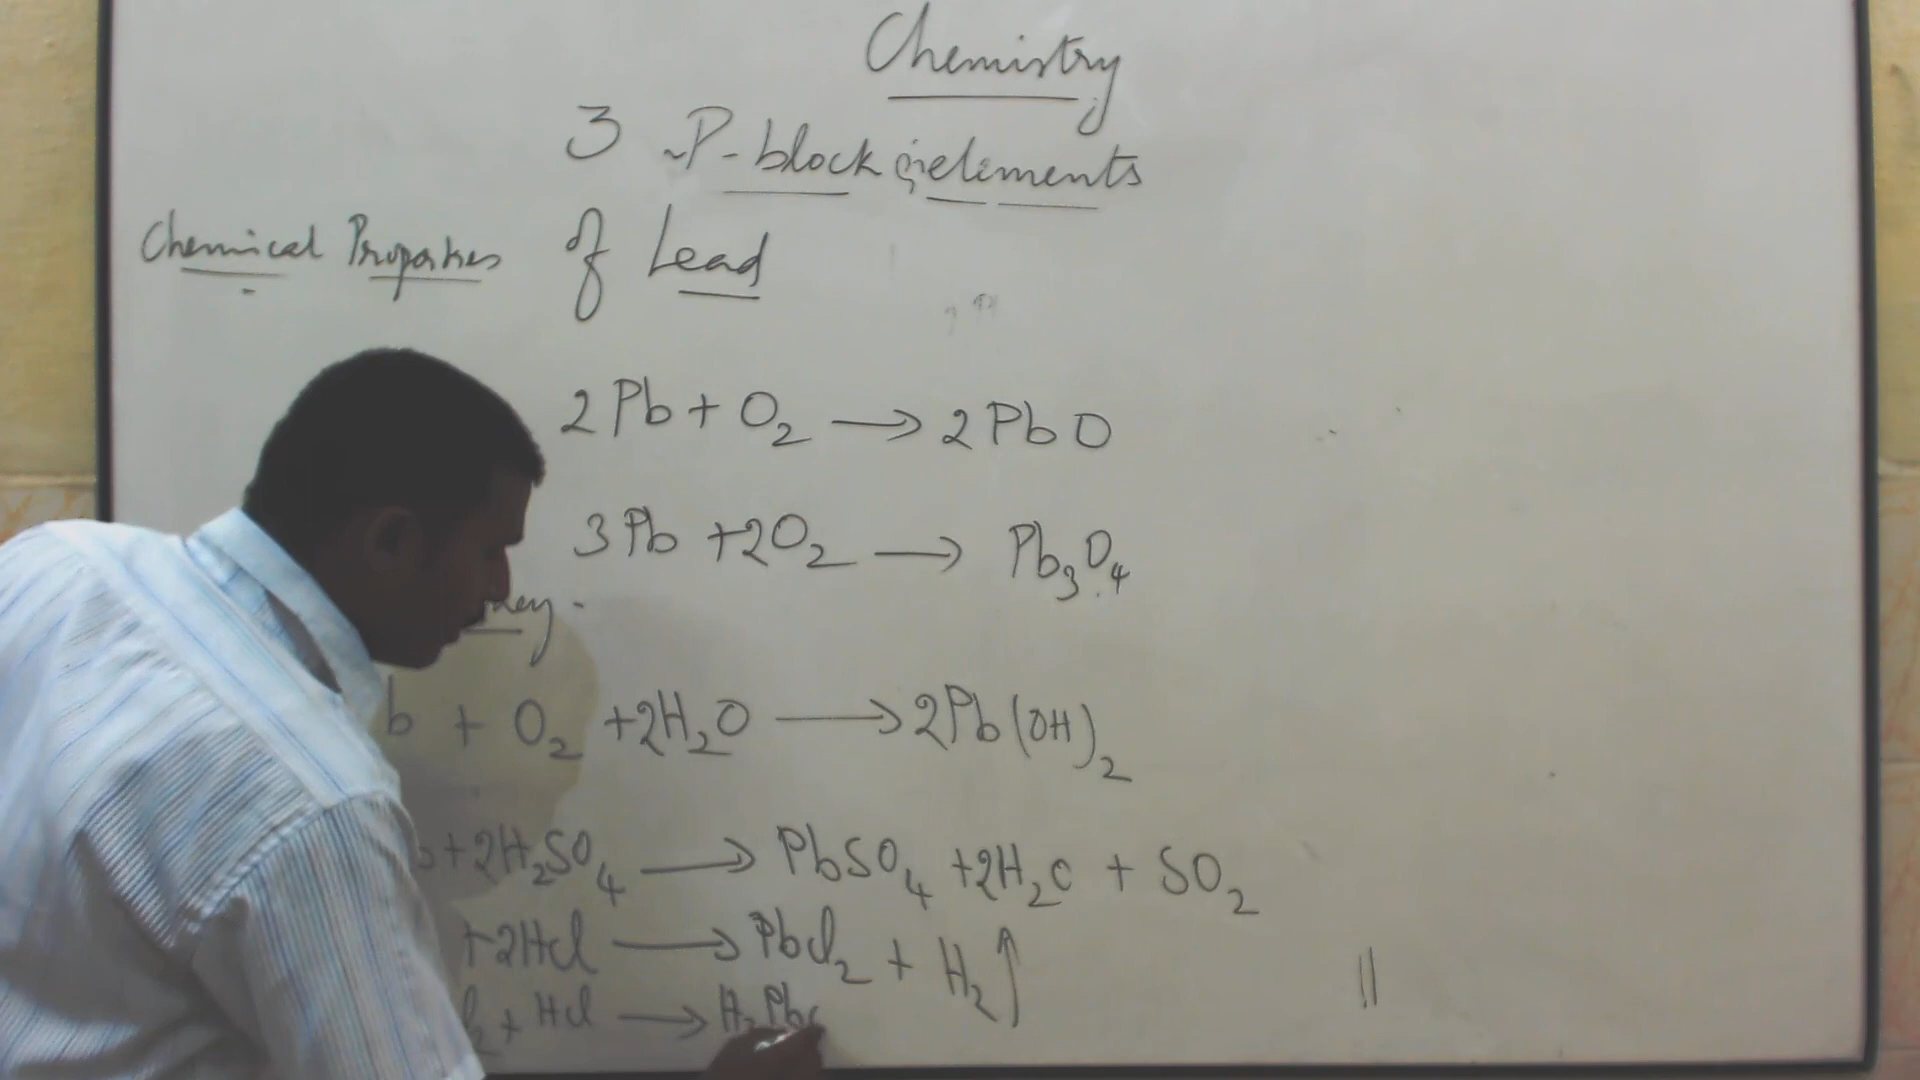 Chemistry
3 P-block elements
Chemical Properties of Lead
2Pb + O₂ → 2PbO
3Pb + 2O₂ → Pb₃O₄
b + O₂ + 2H₂O → 2Pb(OH)₂
+ 2H₂SO₄ → PbSO₄ + 2H₂O + SO₂
+ 2HCl → PbCl₂ + H₂↑
+ HCl → H₂Pb